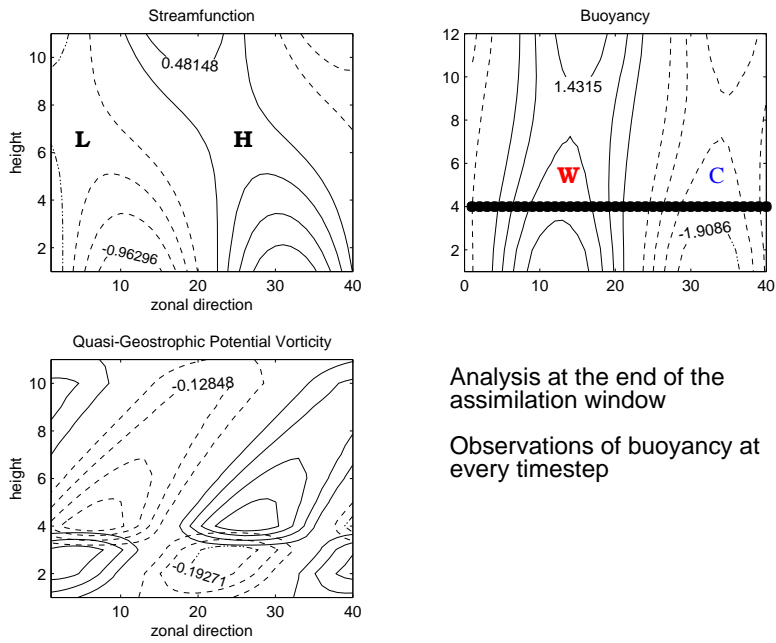 Streamfunction
10
8
6
4
2
height
10
20
30
40
zonal direction
0.48148
L
H
-0.96296
Buoyancy
12
10
8
6
4
2
0
10
20
30
40
1.4315
W
C
-1.9086
Quasi-Geostrophic Potential Vorticity
10
8
6
4
2
height
10
20
30
40
zonal direction
-0.12848
-0.19271
Analysis at the end of the
assimilation window
Observations of buoyancy at
every timestep